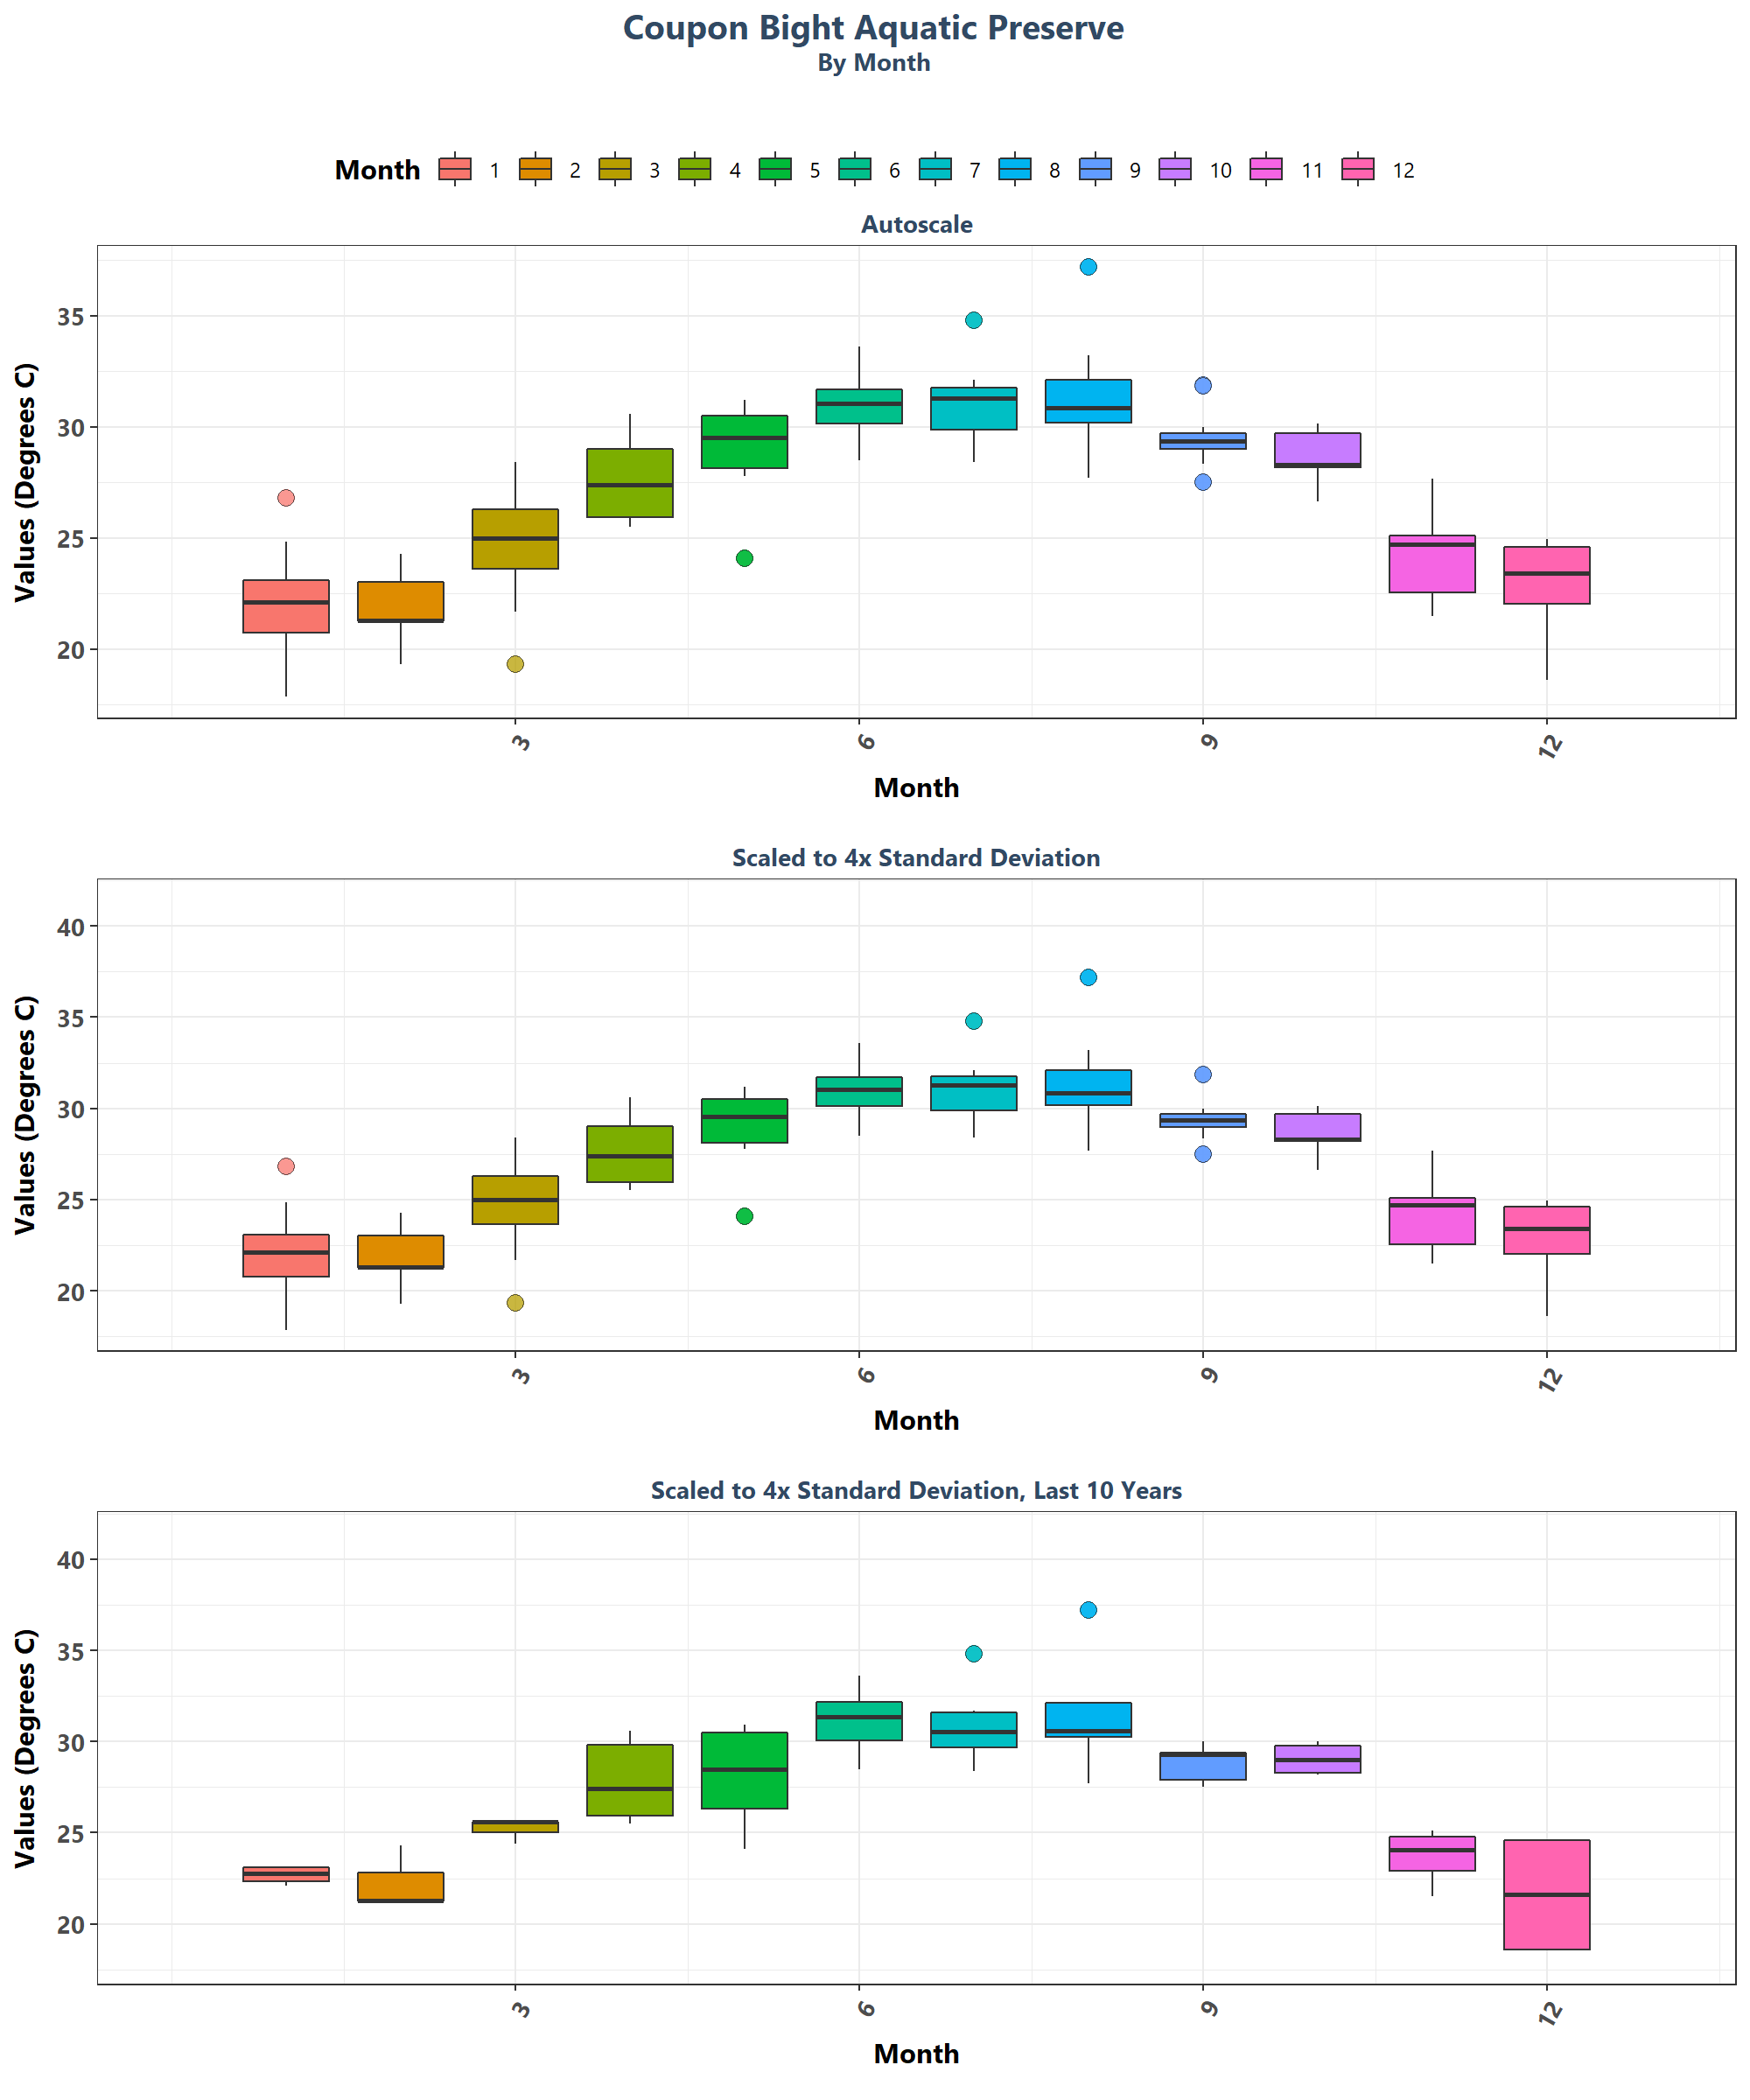 Coupon Bight Aquatic Preserve
By Month
Month 1 2 3 4 5 6 7 8 9 10 11 12
Autoscale
Values (Degrees C)
35
30
25
20
3 6 9 12
Month
Scaled to 4x Standard Deviation
Values (Degrees C)
40
35
30
25
20
3 6 9 12
Month
Scaled to 4x Standard Deviation, Last 10 Years
Values (Degrees C)
40
35
30
25
20
3 6 9 12
Month